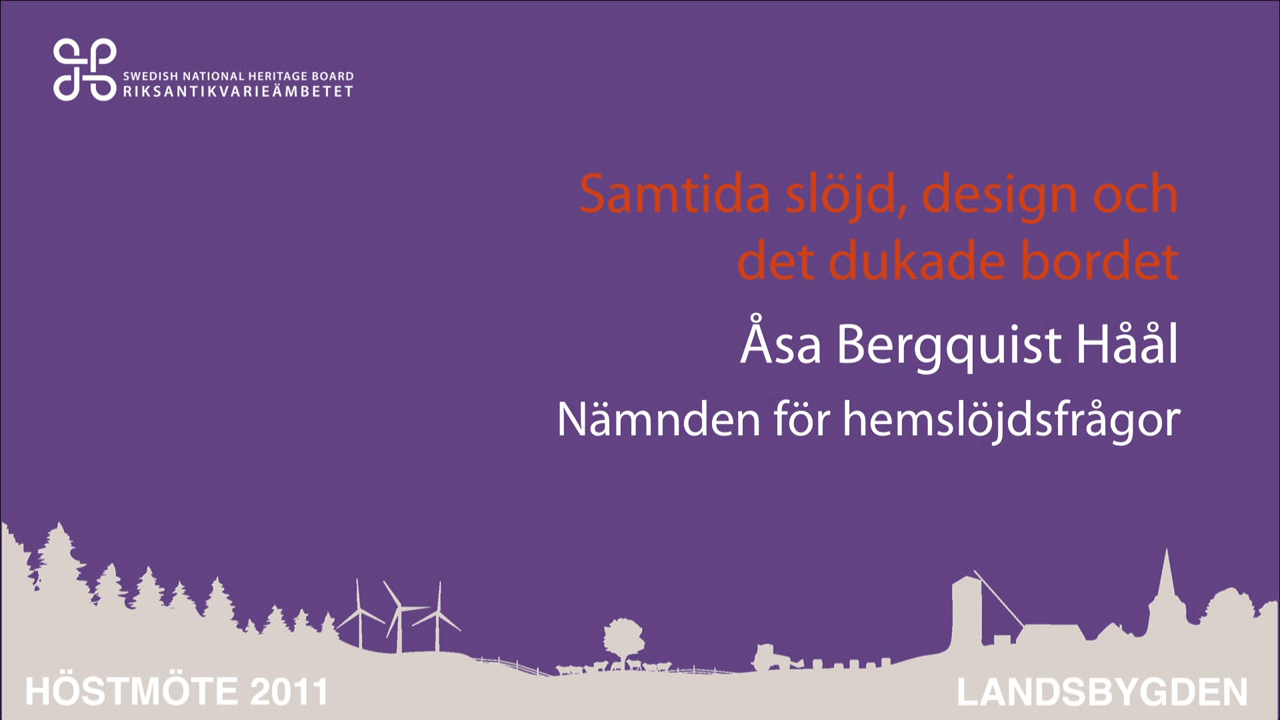 SWEDISH NATIONAL HERITAGE BOARD
RIKSANTIKVARIEÄMBETET
Samtida slöjd, design och
det dukade bordet
Åsa Bergquist Håål
Nämnden för hemslöjdsfrågor
HÖSTMÖTE 2011
LANDSBYGDEN